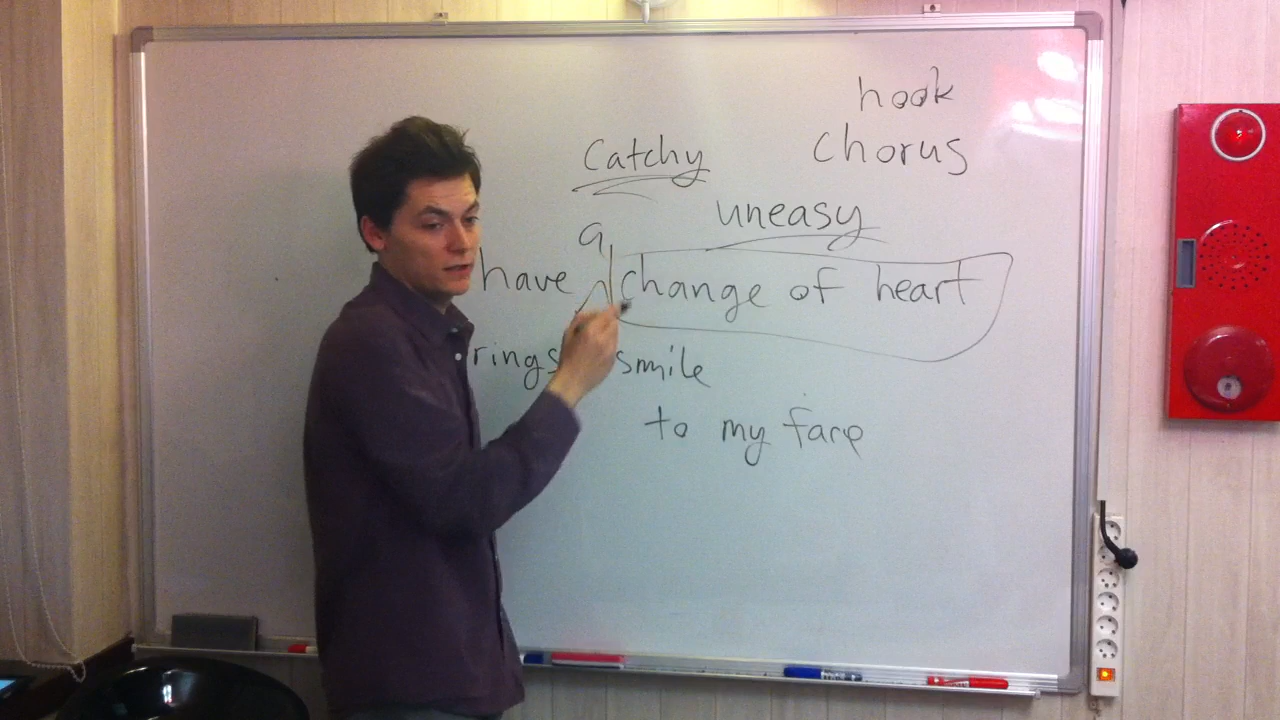 hook
Catchy chorus
uneasy
a
have change of heart
rings smile
to my face